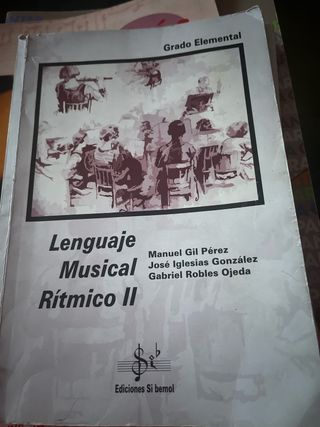 Grado Elemental
Lenguaje
Musical
Rítmico II
Manuel Gil Pérez
José Iglesias González
Gabriel Robles Ojeda
Ediciones Si bemol